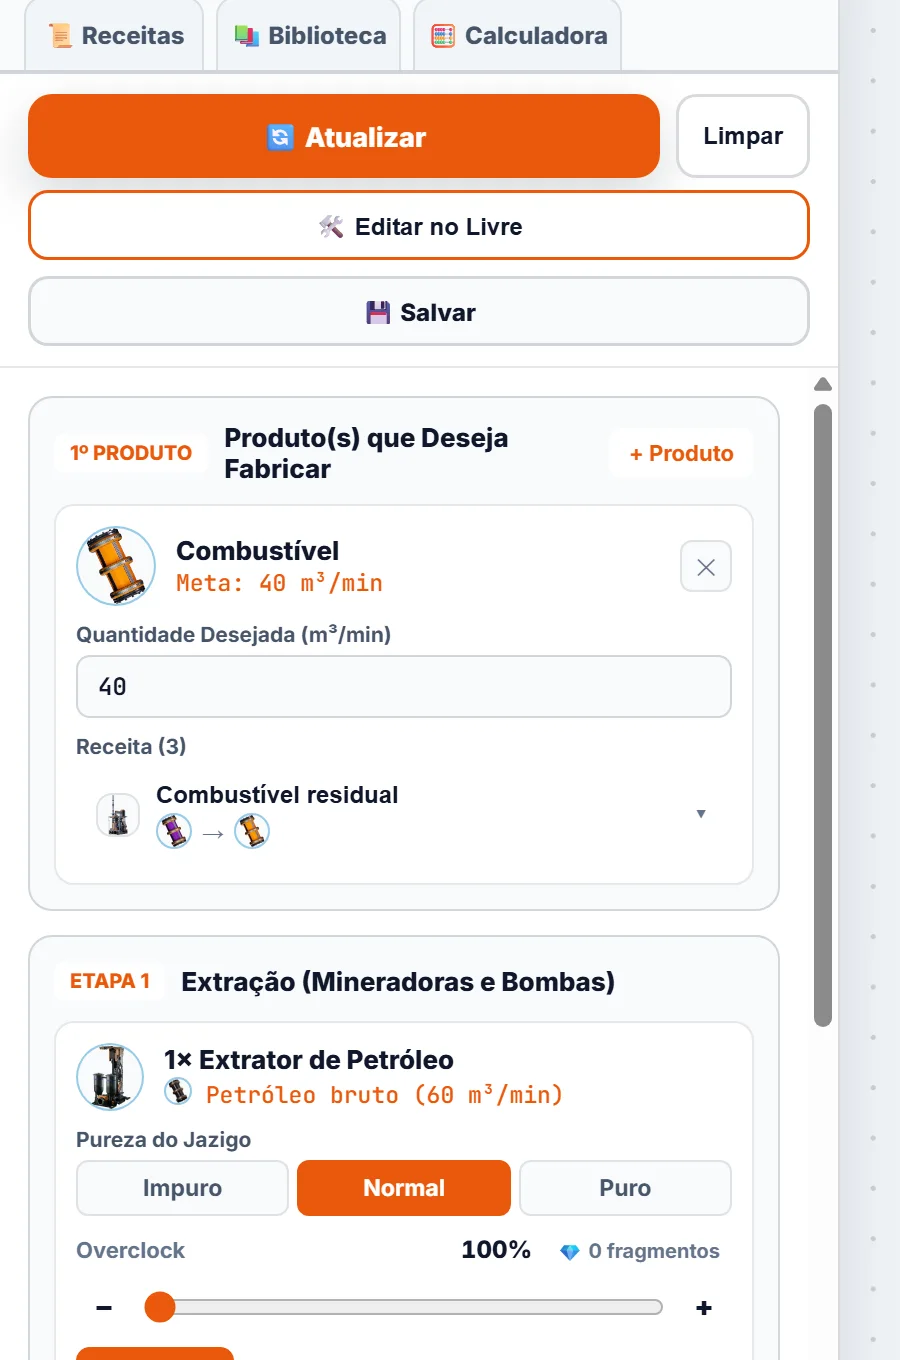 Receitas
Biblioteca
Calculadora
Atualizar
Limpar
Editar no Livre
Salvar
1º PRODUTO
Produto(s) que Deseja
Fabricar
+ Produto
Combustível
Meta: 40 m³/min
Quantidade Desejada (m³/min)
40
Receita (3)
Combustível residual
→
ETAPA 1
Extração (Mineradoras e Bombas)
1× Extrator de Petróleo
Petróleo bruto (60 m³/min)
Pureza do Jazigo
Impuro
Normal
Puro
Overclock
100%
0 fragmentos
− +